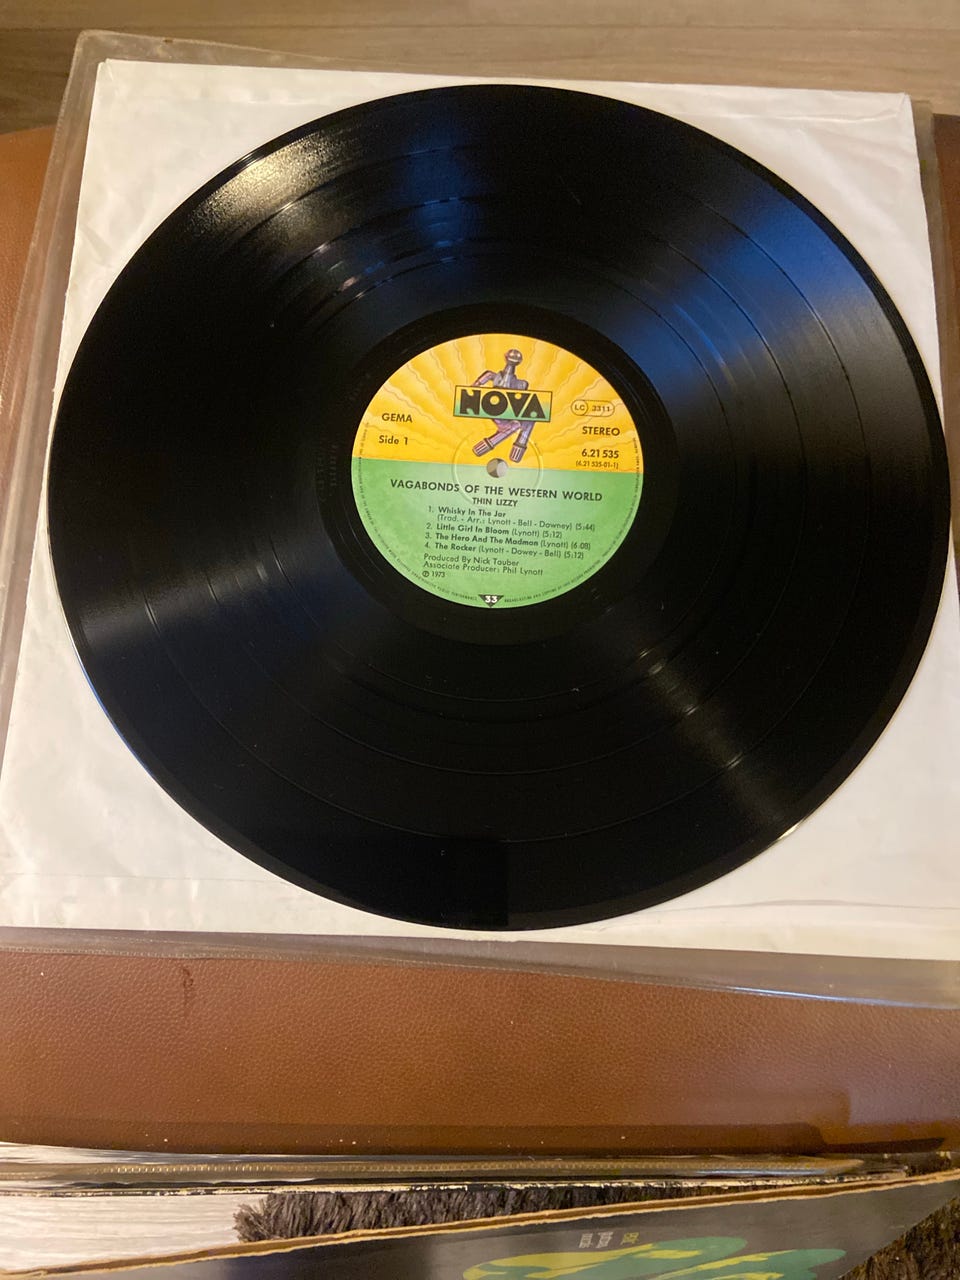 NOVA
LC 3311
GEMA
STEREO
Side 1
6.21 535
(6.21 535-01-1)
VAGABONDS OF THE WESTERN WORLD
THIN LIZZY
1. Whisky In The Jar
(Trad. - Arr.: Lynott - Bell - Downey) (5:44)
2. Little Girl In Bloom (Lynott) (5:12)
3. The Hero And The Madman (Lynott) (6:08)
4. The Rocker (Lynott - Dowey - Bell) (5:12)
Produced By Nick Tauber
Associate Producer: Phil Lynott
℗ 1973
33